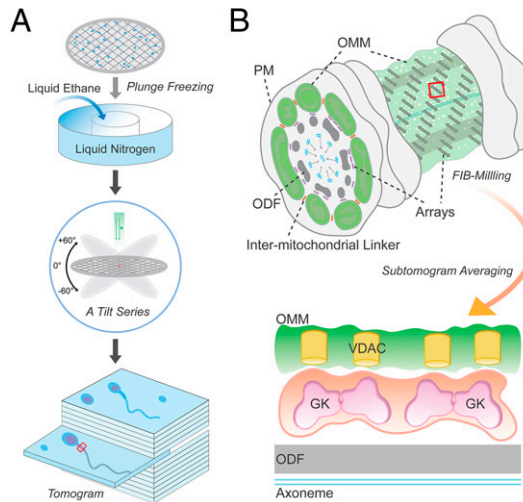 A
Plunge Freezing
Liquid Ethane
Liquid Nitrogen
+60°
0°
-60°
A Tilt Series
Tomogram
B
OMM
PM
FIB-Millling
ODF
Arrays
Inter-mitochondrial Linker
Subtomogram Averaging
OMM
VDAC
GK
GK
ODF
Axoneme